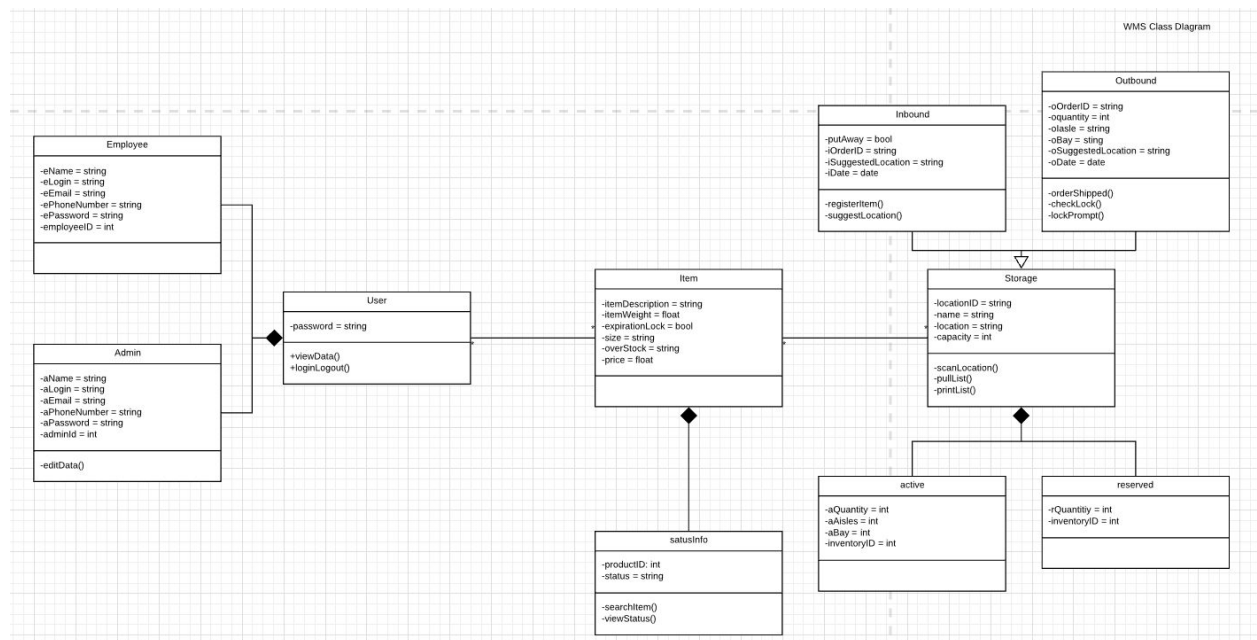 WMS Class DIagram
Outbound
-oOrderID = string
-oquantity = int
-olasle = string
-oBay = sting
-oSuggestedLocation = string
-oDate = date
-orderShipped()
-checkLock()
-lockPrompt()
Inbound
-putAway = bool
-iOrderID = string
-iSuggestedLocation = string
-iDate = date
-registerItem()
-suggestLocation()
Employee
-eName = string
-eLogin = string
-eEmail = string
-ePhoneNumber = string
-ePassword = string
-employeeID = int
User
-password = string
+viewData()
+loginLogout()
*
Item
-itemDescription = string
-itemWeight = float
-expirationLock = bool
-size = string
-overStock = string
-price = float
*
*
Storage
-locationID = string
-name = string
-location = string
-capacity = int
-scanLocation()
-pullList()
-printList()
*
Admin
-aName = string
-aLogin = string
-aEmail = string
-aPhoneNumber = string
-aPassword = string
-adminId = int
-editData()
satusInfo
-productID: int
-status = string
-searchItem()
-viewStatus()
active
-aQuantity = int
-aAisles = int
-aBay = int
-inventoryID = int
reserved
-rQuantitiy = int
-inventoryID = int